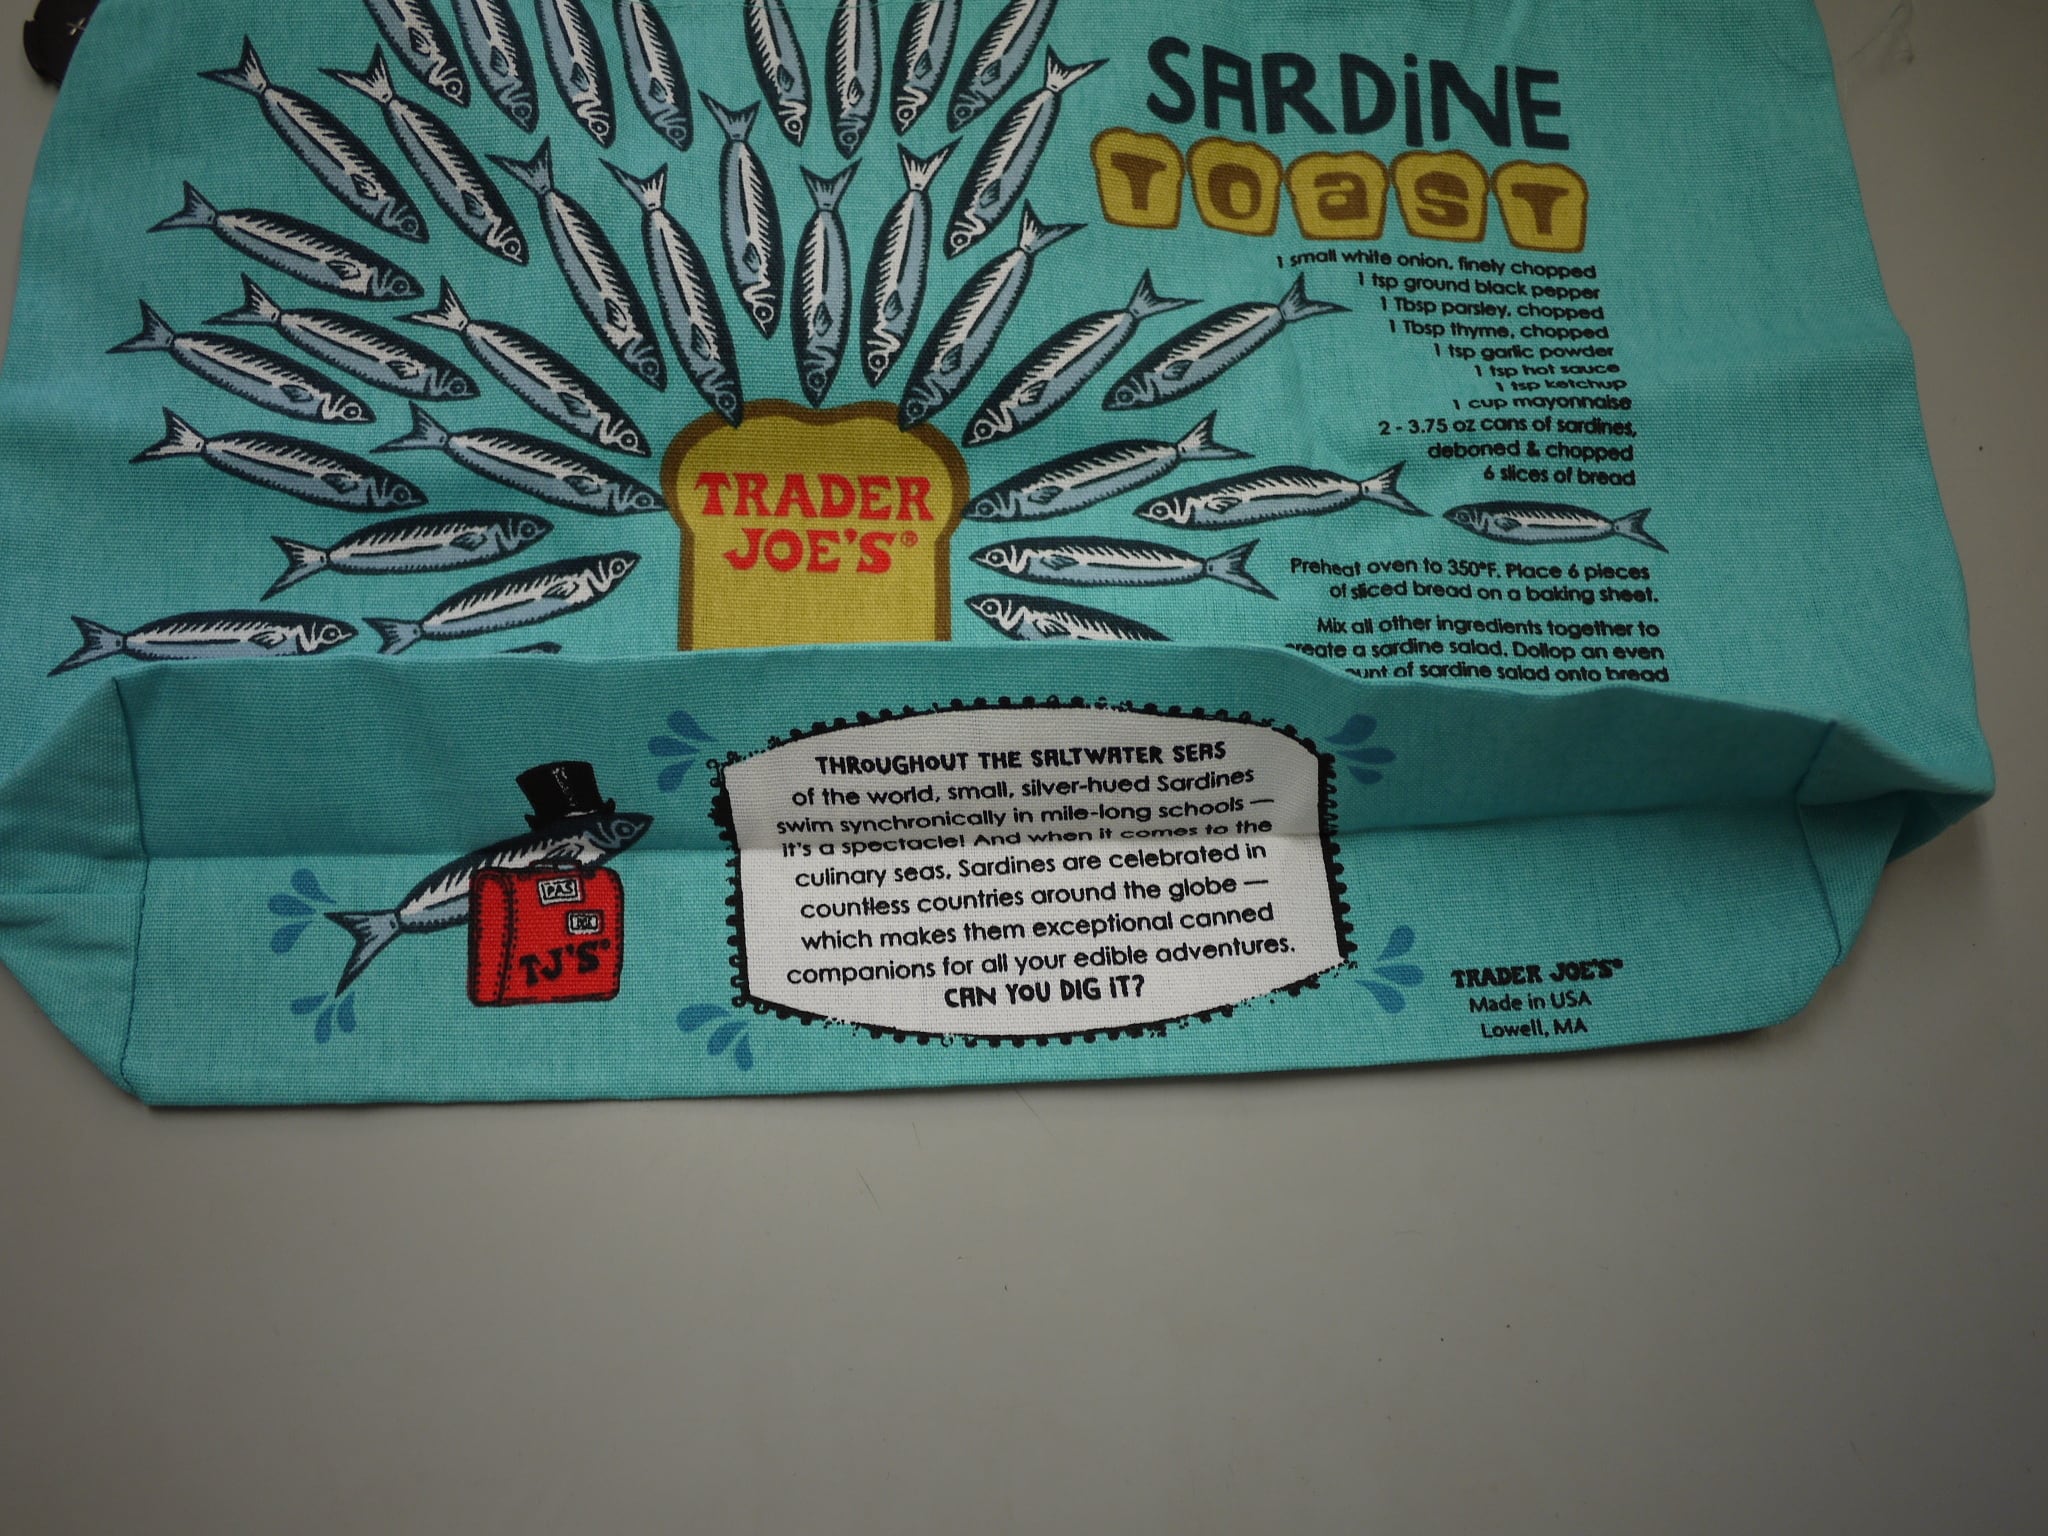 SARDINE
TOAST
1 small white onion, finely chopped
1 tsp ground black pepper
1 Tbsp parsley, chopped
1 Tbsp thyme, chopped
1 tsp garlic powder
1 tsp hot sauce
1 tsp ketchup
1 cup mayonnaise
2 - 3.75 oz cans of sardines,
deboned & chopped
6 slices of bread
TRADER
JOE'S®
Preheat oven to 350°F. Place 6 pieces
of sliced bread on a baking sheet.
Mix all other ingredients together to
a sardine salad. Dollop an even
of sardine salad onto bread
THROUGHOUT THE SALTWATER SEAS
of the world, small, silver-hued Sardines
swim synchronically in mile-long schools —
it's a spectacle! And when it comes to the
culinary seas, Sardines are celebrated in
countless countries around the globe —
which makes them exceptional canned
companions for all your edible adventures.
CAN YOU DIG IT?
TJ'S
TRADER JOE'S®
Made in USA
Lowell, MA